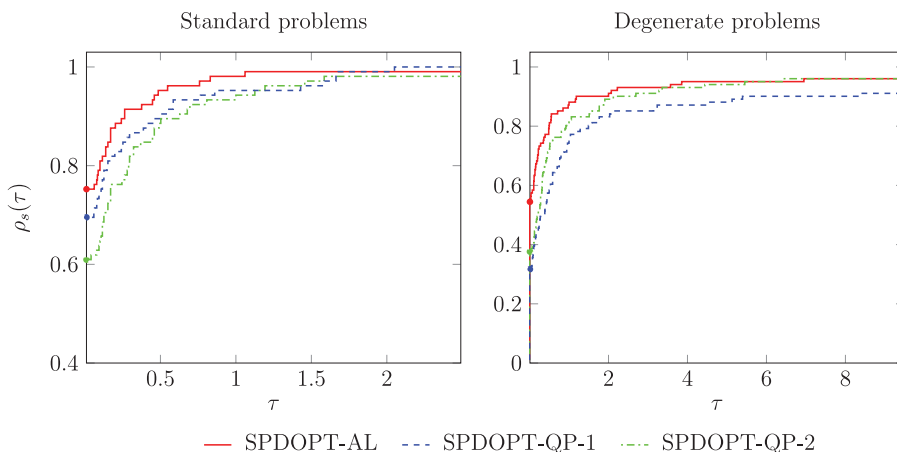 Standard problems
Degenerate problems
ρs(τ)
1
0.8
0.6
0.4
0.5
1
1.5
2
τ
1
0.8
0.6
0.4
0.2
0
2
4
6
8
τ
SPDOPT-AL
SPDOPT-QP-1
SPDOPT-QP-2